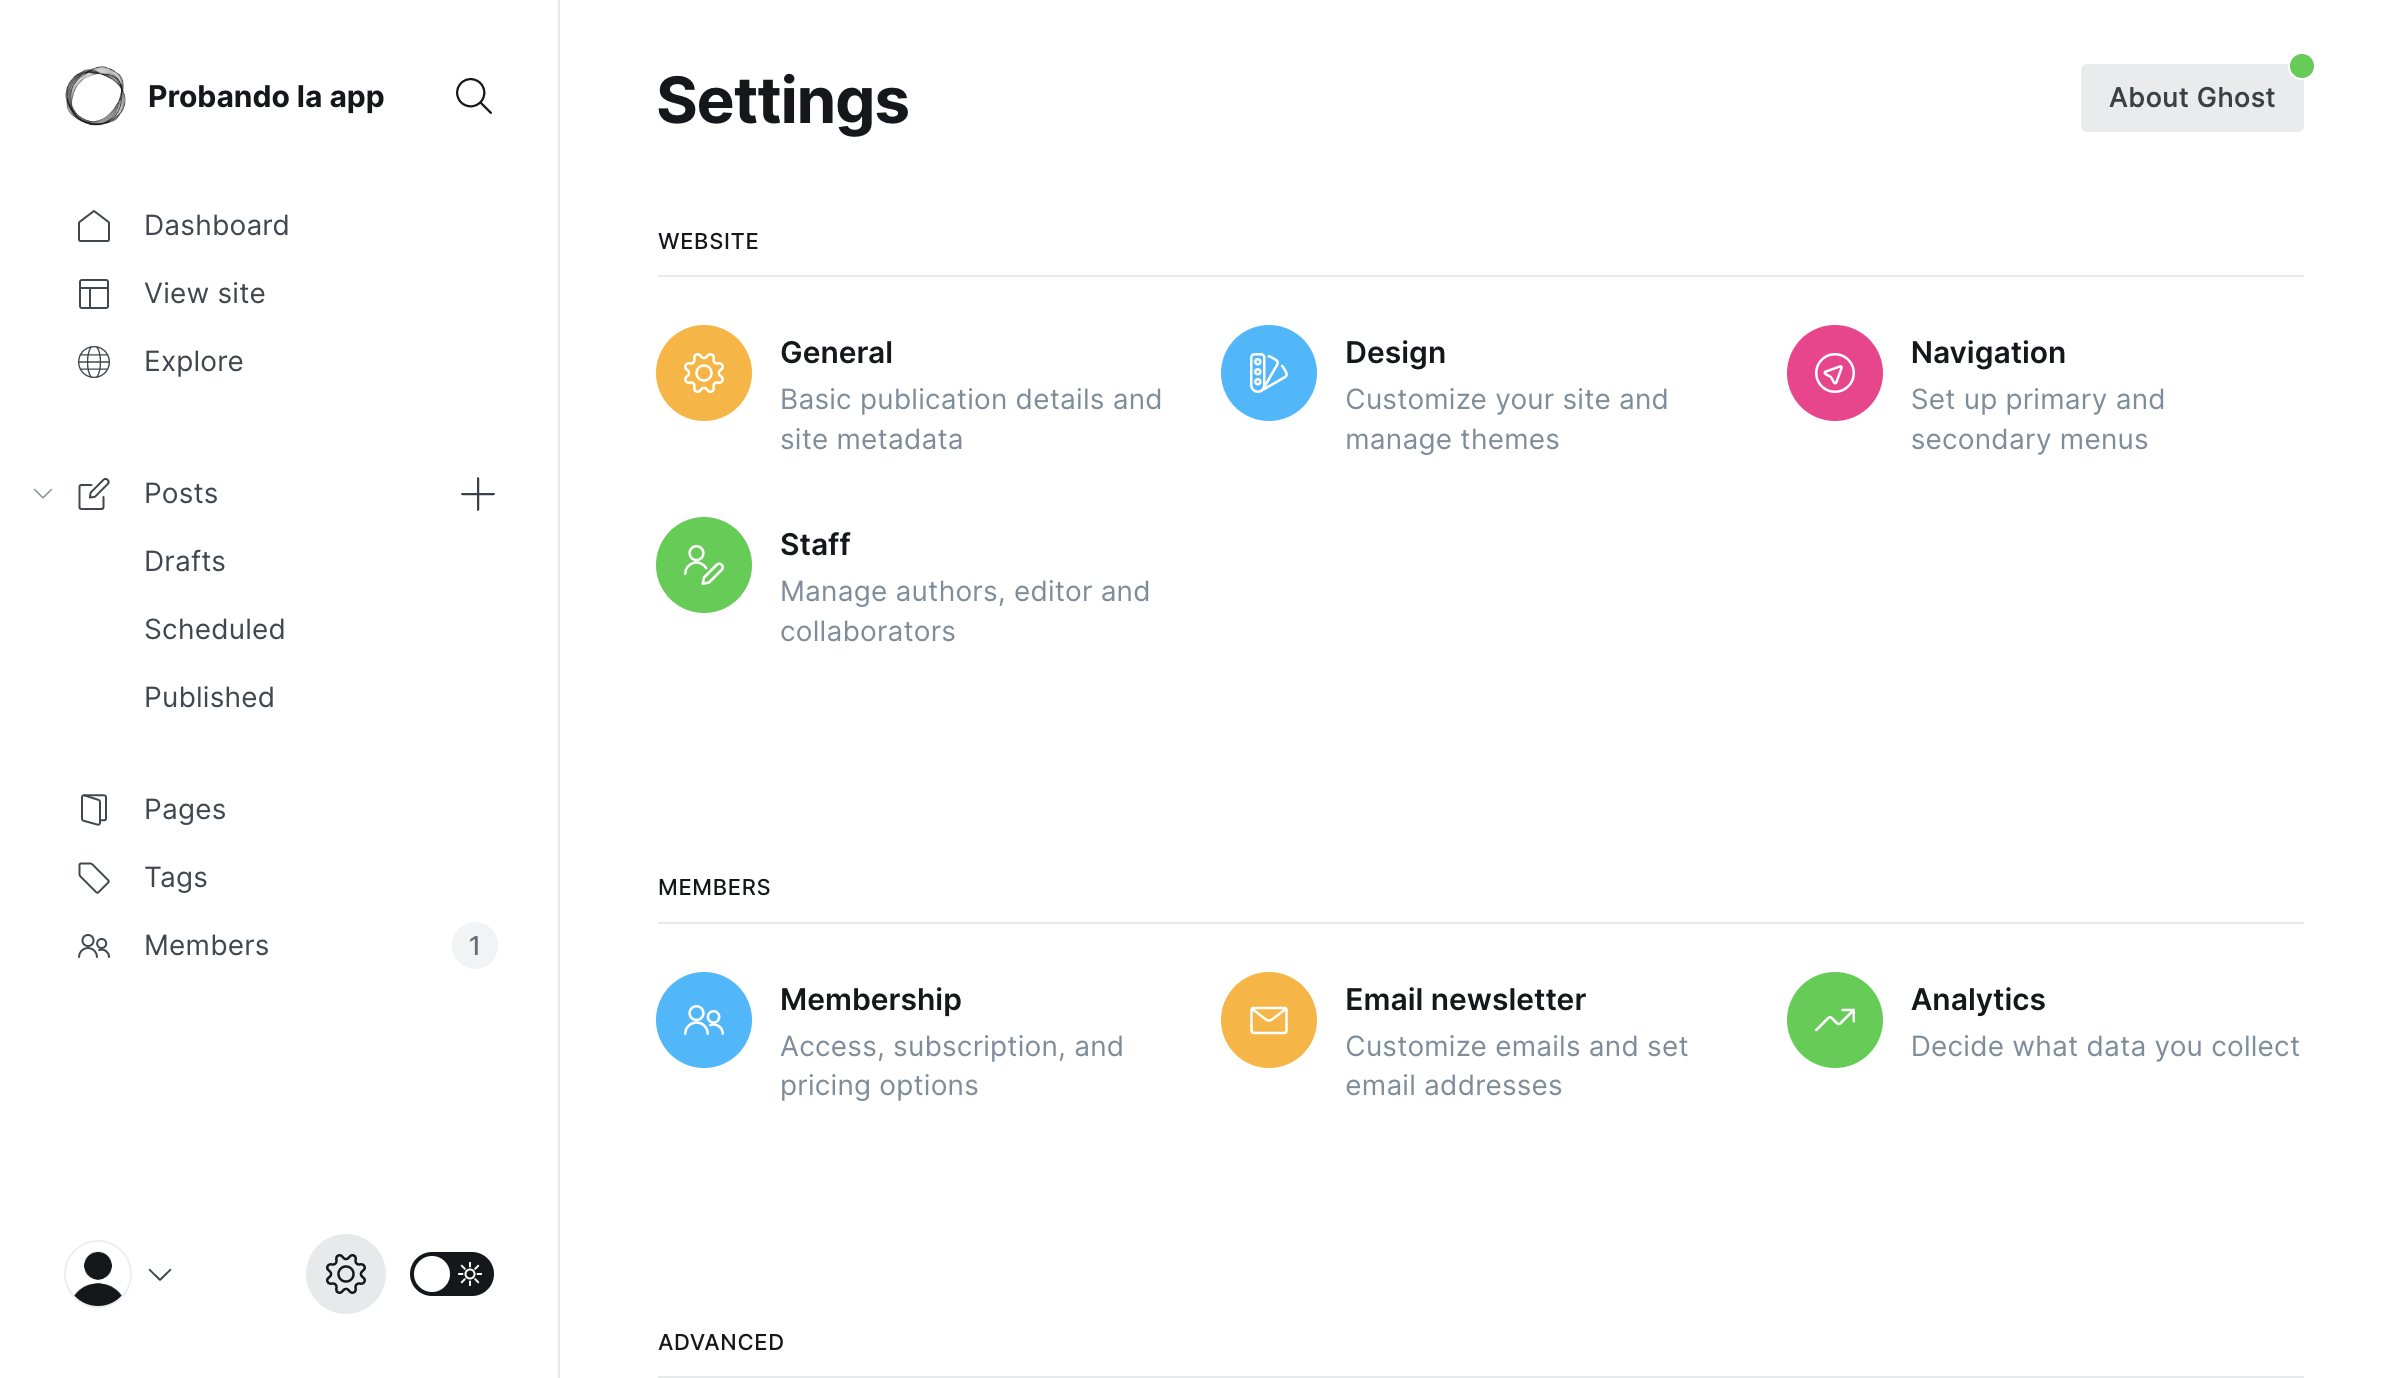 Probando la app
Dashboard
View site
Explore
Posts
Drafts
Scheduled
Published
Pages
Tags
Members
1
Settings
About Ghost
WEBSITE
General
Basic publication details and
site metadata
Design
Customize your site and
manage themes
Navigation
Set up primary and
secondary menus
Staff
Manage authors, editor and
collaborators
MEMBERS
Membership
Access, subscription, and
pricing options
Email newsletter
Customize emails and set
email addresses
Analytics
Decide what data you collect
ADVANCED